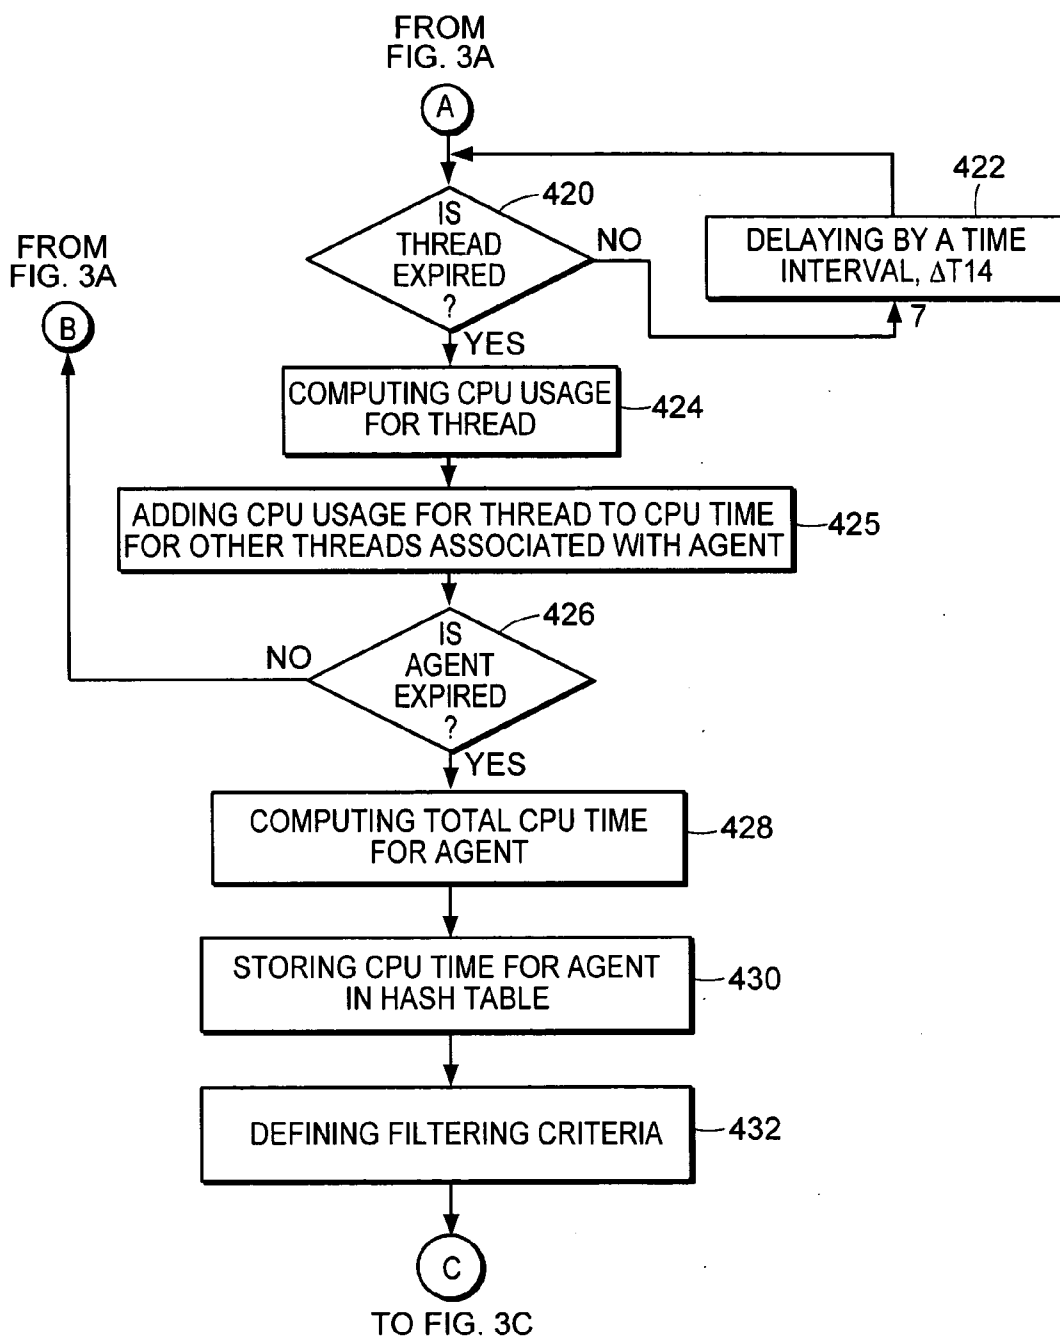 FROM
FIG. 3A
A
420
422
IS
THREAD
EXPIRED
?
NO
DELAYING BY A TIME
INTERVAL, ΔT14
7
FROM
FIG. 3A
B
YES
COMPUTING CPU USAGE
FOR THREAD
424
ADDING CPU USAGE FOR THREAD TO CPU TIME
FOR OTHER THREADS ASSOCIATED WITH AGENT
425
426
IS
AGENT
EXPIRED
?
NO
YES
COMPUTING TOTAL CPU TIME
FOR AGENT
428
STORING CPU TIME FOR AGENT
IN HASH TABLE
430
DEFINING FILTERING CRITERIA
432
C
TO FIG. 3C